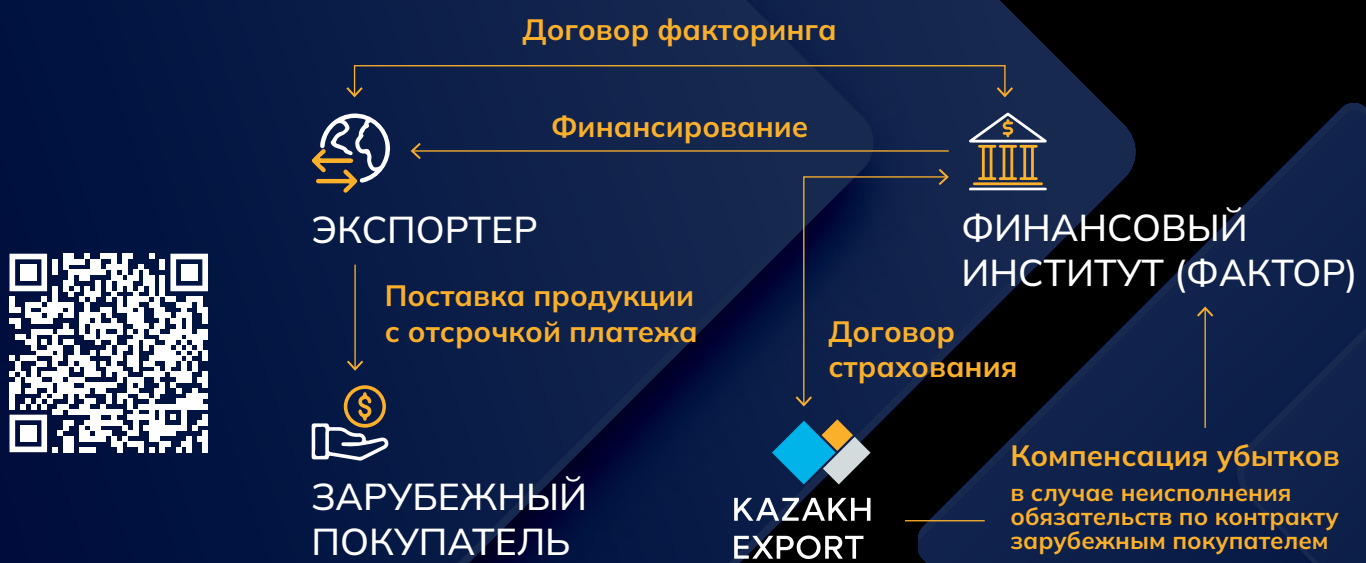 Договор факторинга
Финансирование
ЭКСПОРТЕР
ФИНАНСОВЫЙ
ИНСТИТУТ (ФАКТОР)
Поставка продукции
с отсрочкой платежа
Договор
страхования
ЗАРУБЕЖНЫЙ
ПОКУПАТЕЛЬ
KAZAKH
EXPORT
Компенсация убытков
в случае неисполнения
обязательств по контракту
зарубежным покупателем